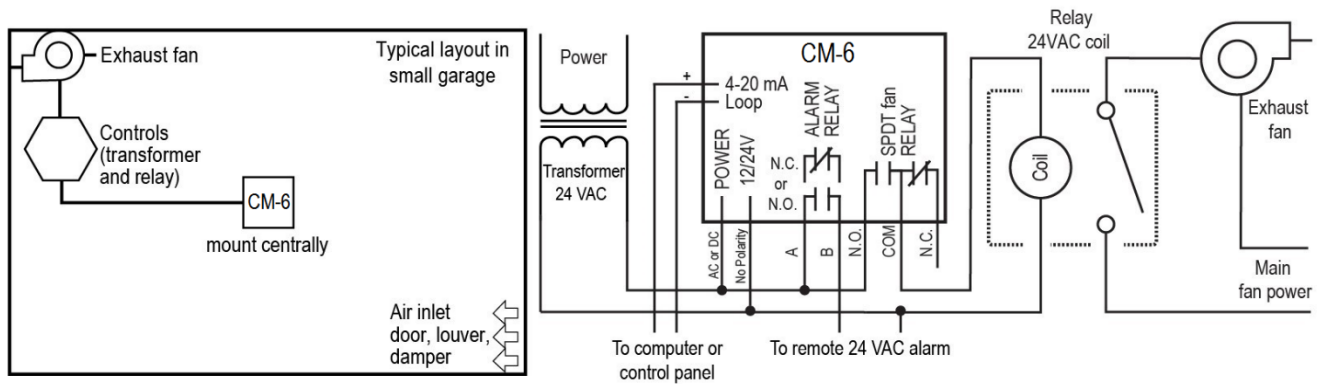 Exhaust fan
Typical layout in
small garage
Controls
(transformer
and relay)
CM-6
mount centrally
Air inlet
door, louver,
damper
Power
Transformer
24 VAC
CM-6
+
4-20 mA
-
Loop
POWER
12/24V
ALARM
RELAY
N.C.
or
N.O.
SPDT fan
RELAY
AC or DC
No Polarity
A
B
N.O.
COM
N.C.
To computer or
control panel
To remote 24 VAC alarm
Relay
24VAC coil
Coil
Exhaust
fan
Main
fan power